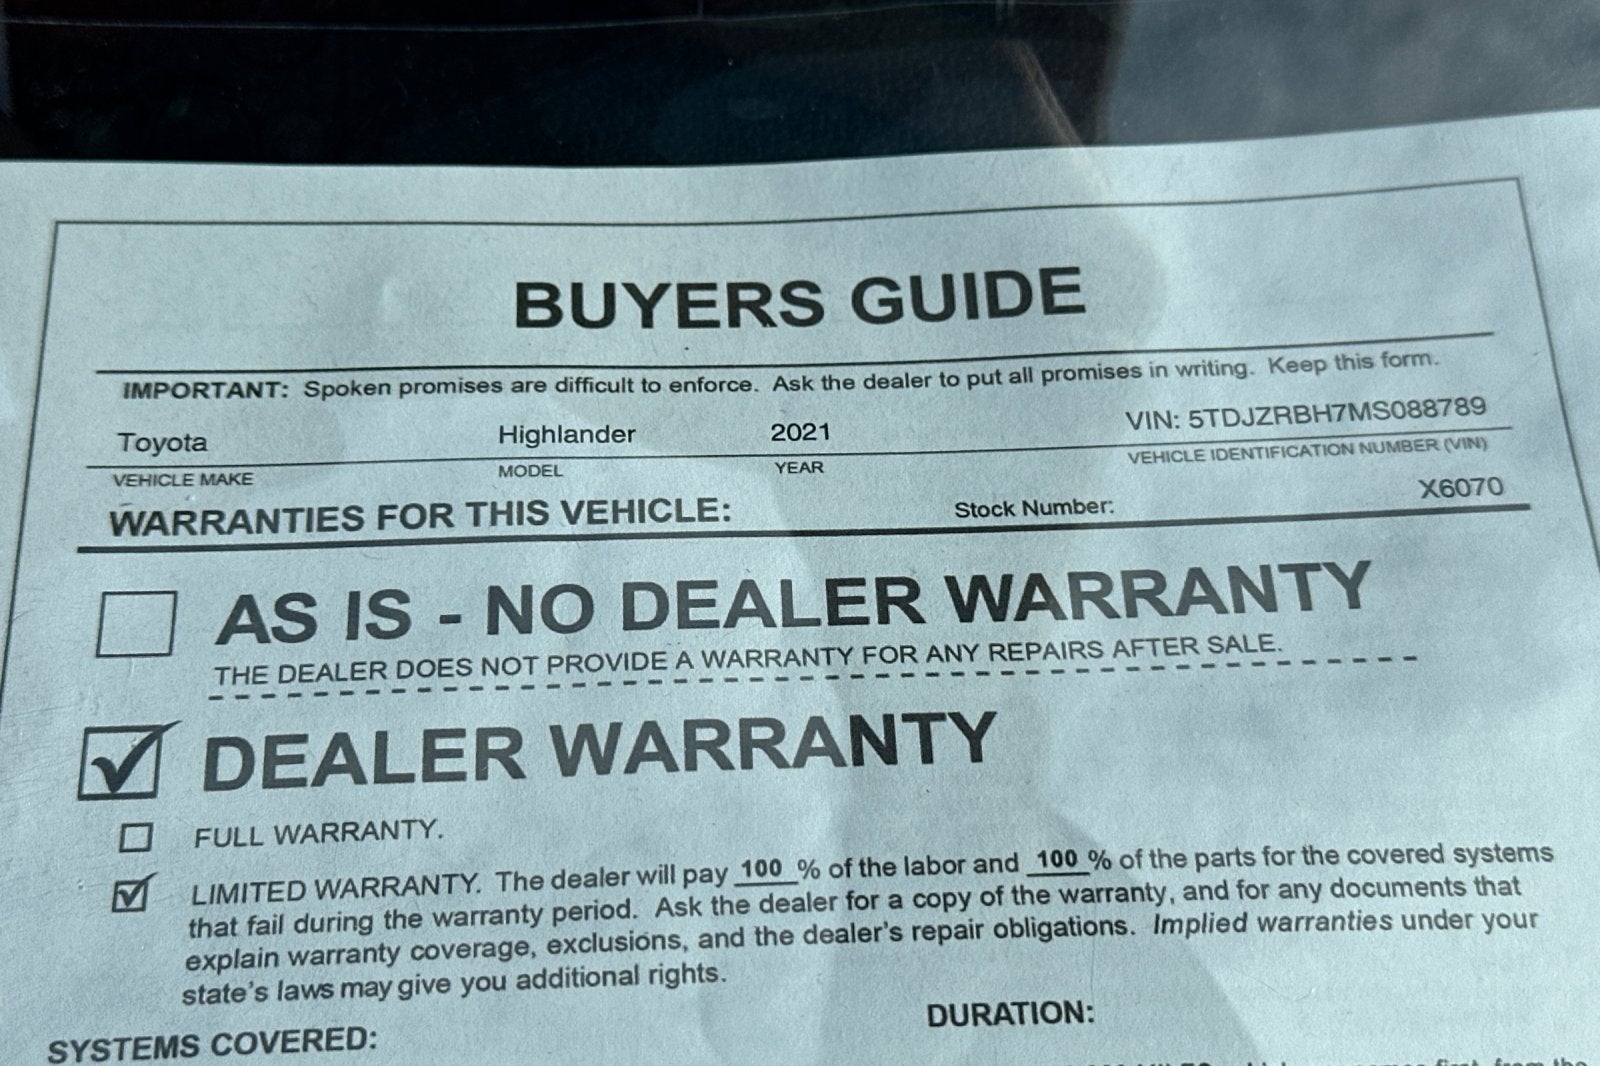 BUYERS GUIDE
IMPORTANT: Spoken promises are difficult to enforce. Ask the dealer to put all promises in writing. Keep this form.
Toyota Highlander 2021 VIN: 5TDJZRBH7MS088789
VEHICLE MAKE MODEL YEAR VEHICLE IDENTIFICATION NUMBER (VIN)
WARRANTIES FOR THIS VEHICLE: Stock Number: X6070
AS IS - NO DEALER WARRANTY
THE DEALER DOES NOT PROVIDE A WARRANTY FOR ANY REPAIRS AFTER SALE.
DEALER WARRANTY
FULL WARRANTY.
LIMITED WARRANTY. The dealer will pay 100 % of the labor and 100 % of the parts for the covered systems
that fail during the warranty period. Ask the dealer for a copy of the warranty, and for any documents that
explain warranty coverage, exclusions, and the dealer's repair obligations. Implied warranties under your
state's laws may give you additional rights.
SYSTEMS COVERED: DURATION:
first, from the